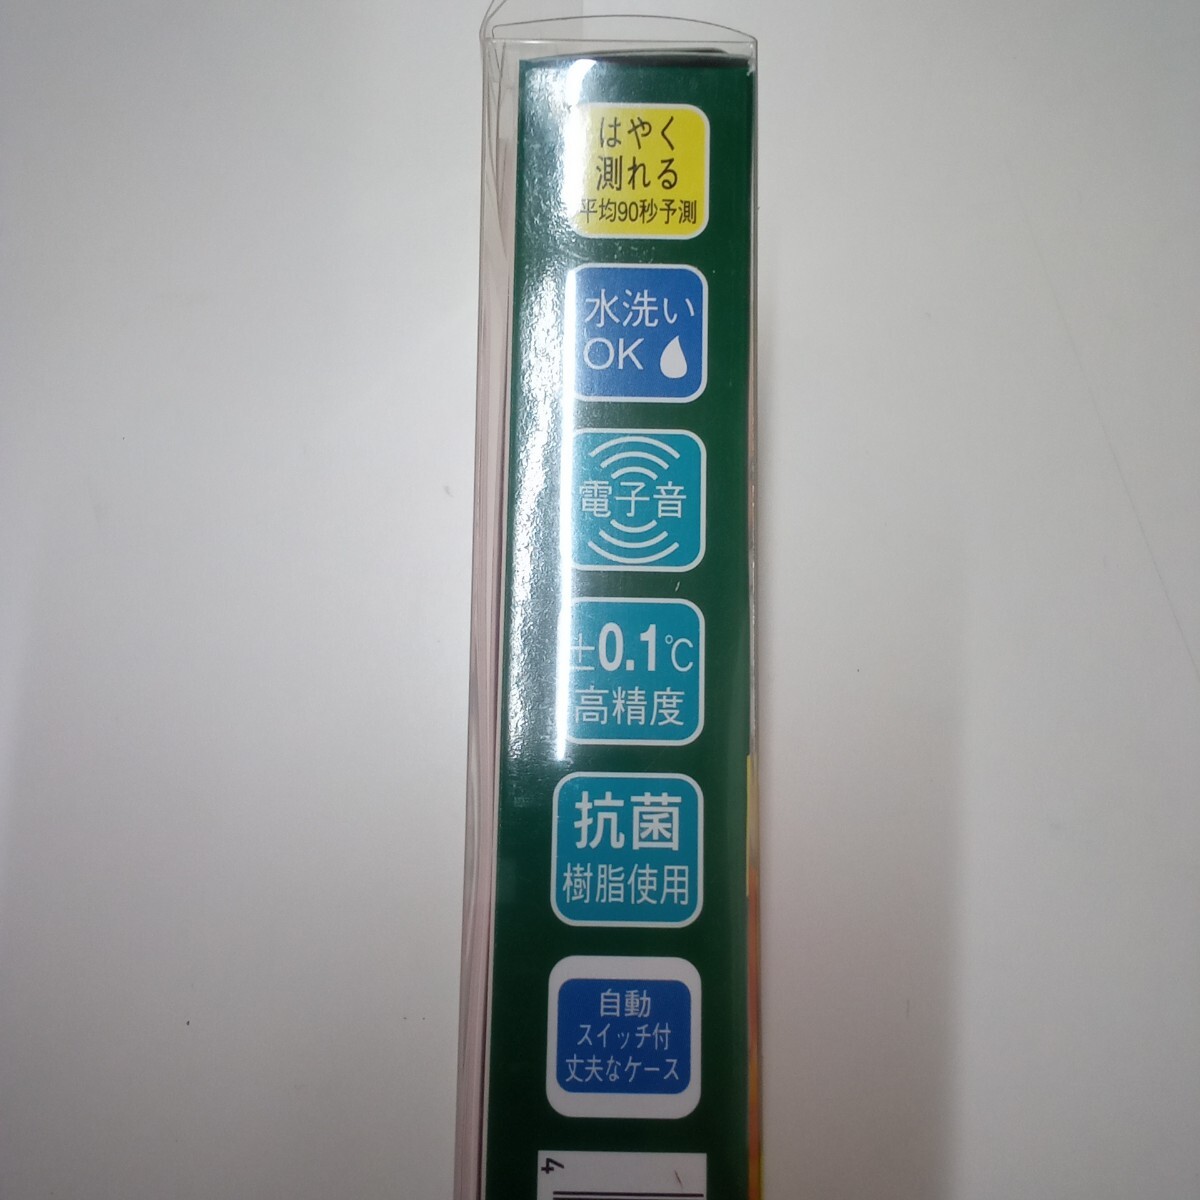 はやく
測れる
平均90秒予測
水洗い
OK
電子音
±0.1℃
高精度
抗菌
樹脂使用
自動
スイッチ付
丈夫なケース
4